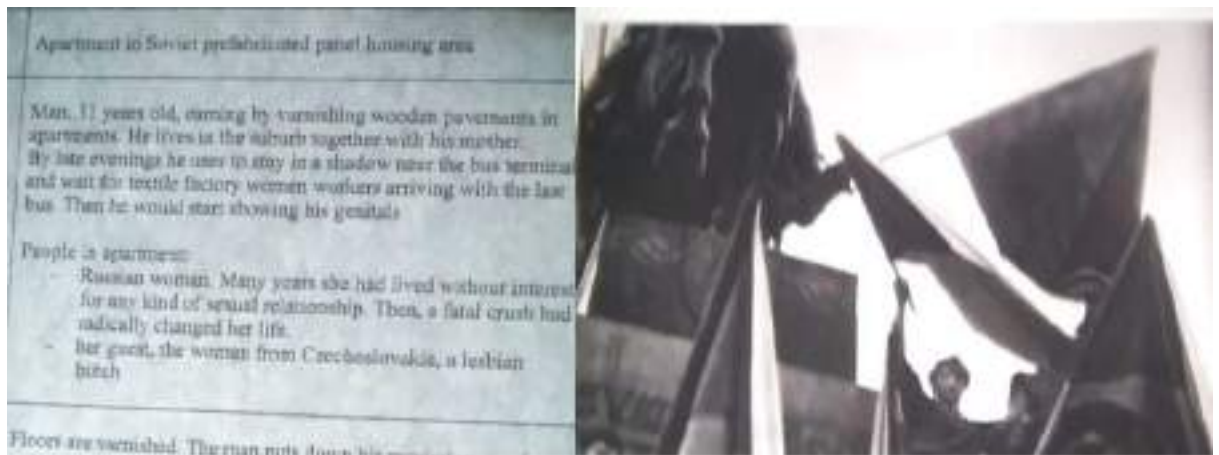 Apartment in Soviet prefabricated panel housing area
Man, 31 years old, earning by varnishing wooden pavements in
apartments. He lives in the suburb together with his mother.
By late evenings he uses to stay in a shadow near the bus terminal
and wait for textile factory women workers arriving with the last
bus. Then he would start showing his genitals
People in apartment:
- Russian woman. Many years she had lived without interest
for any kind of sexual relationship. Then, a fatal crush had
radically changed her life.
- her guest, the woman from Czechoslovakia, a lesbian
bitch
Floors are varnished. The man puts down his